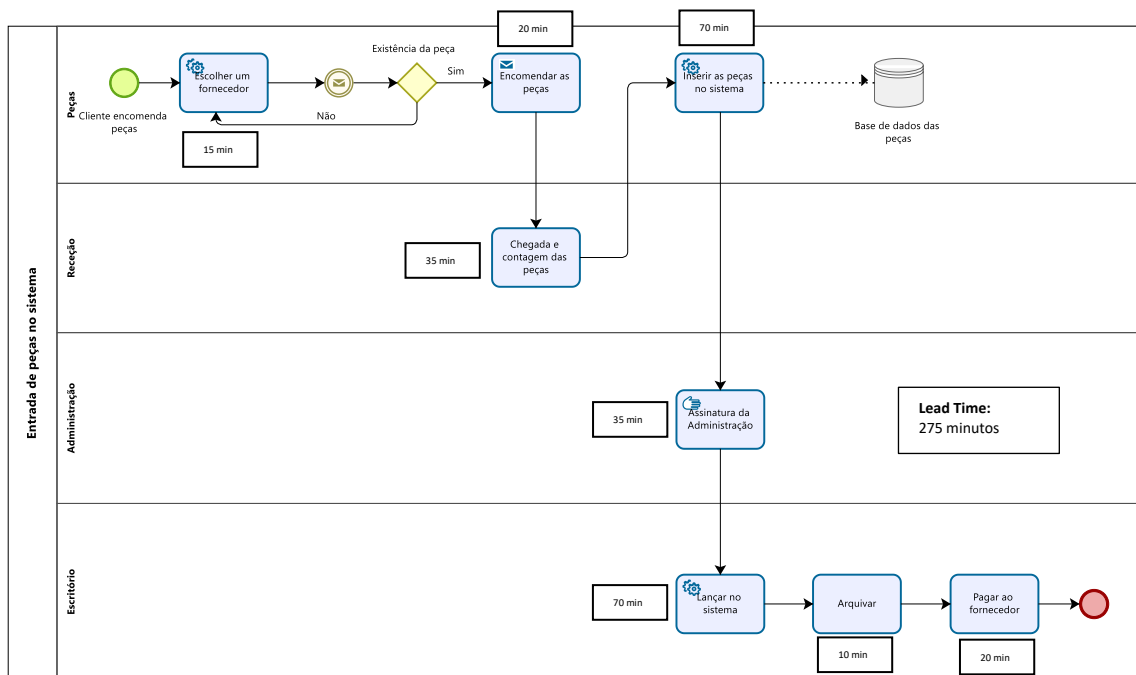 Entrada de peças no sistema
Peças
20 min
70 min
Existência da peça
Sim
Não
Cliente encomenda
peças
Escolher um
fornecedor
15 min
Encomendar as
peças
Inserir as peças
no sistema
Base de dados das
peças
Receção
35 min
Chegada e
contagem das
peças
Administração
35 min
Assinatura da
Administração
Lead Time:
275 minutos
Escritório
70 min
Lançar no
sistema
Arquivar
10 min
Pagar ao
fornecedor
20 min